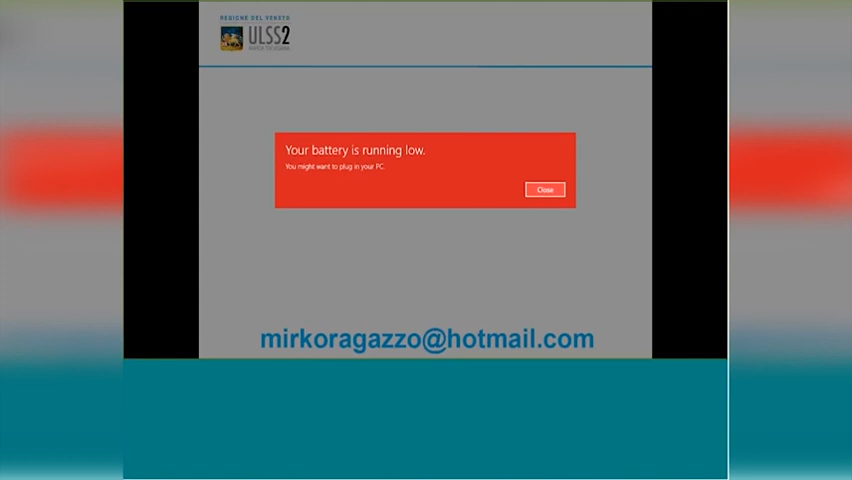 REGIONE DEL VENETO
ULSS2
Your battery is running low.
You might want to plug in your PC.
Close
mirkoragazzo@hotmail.com